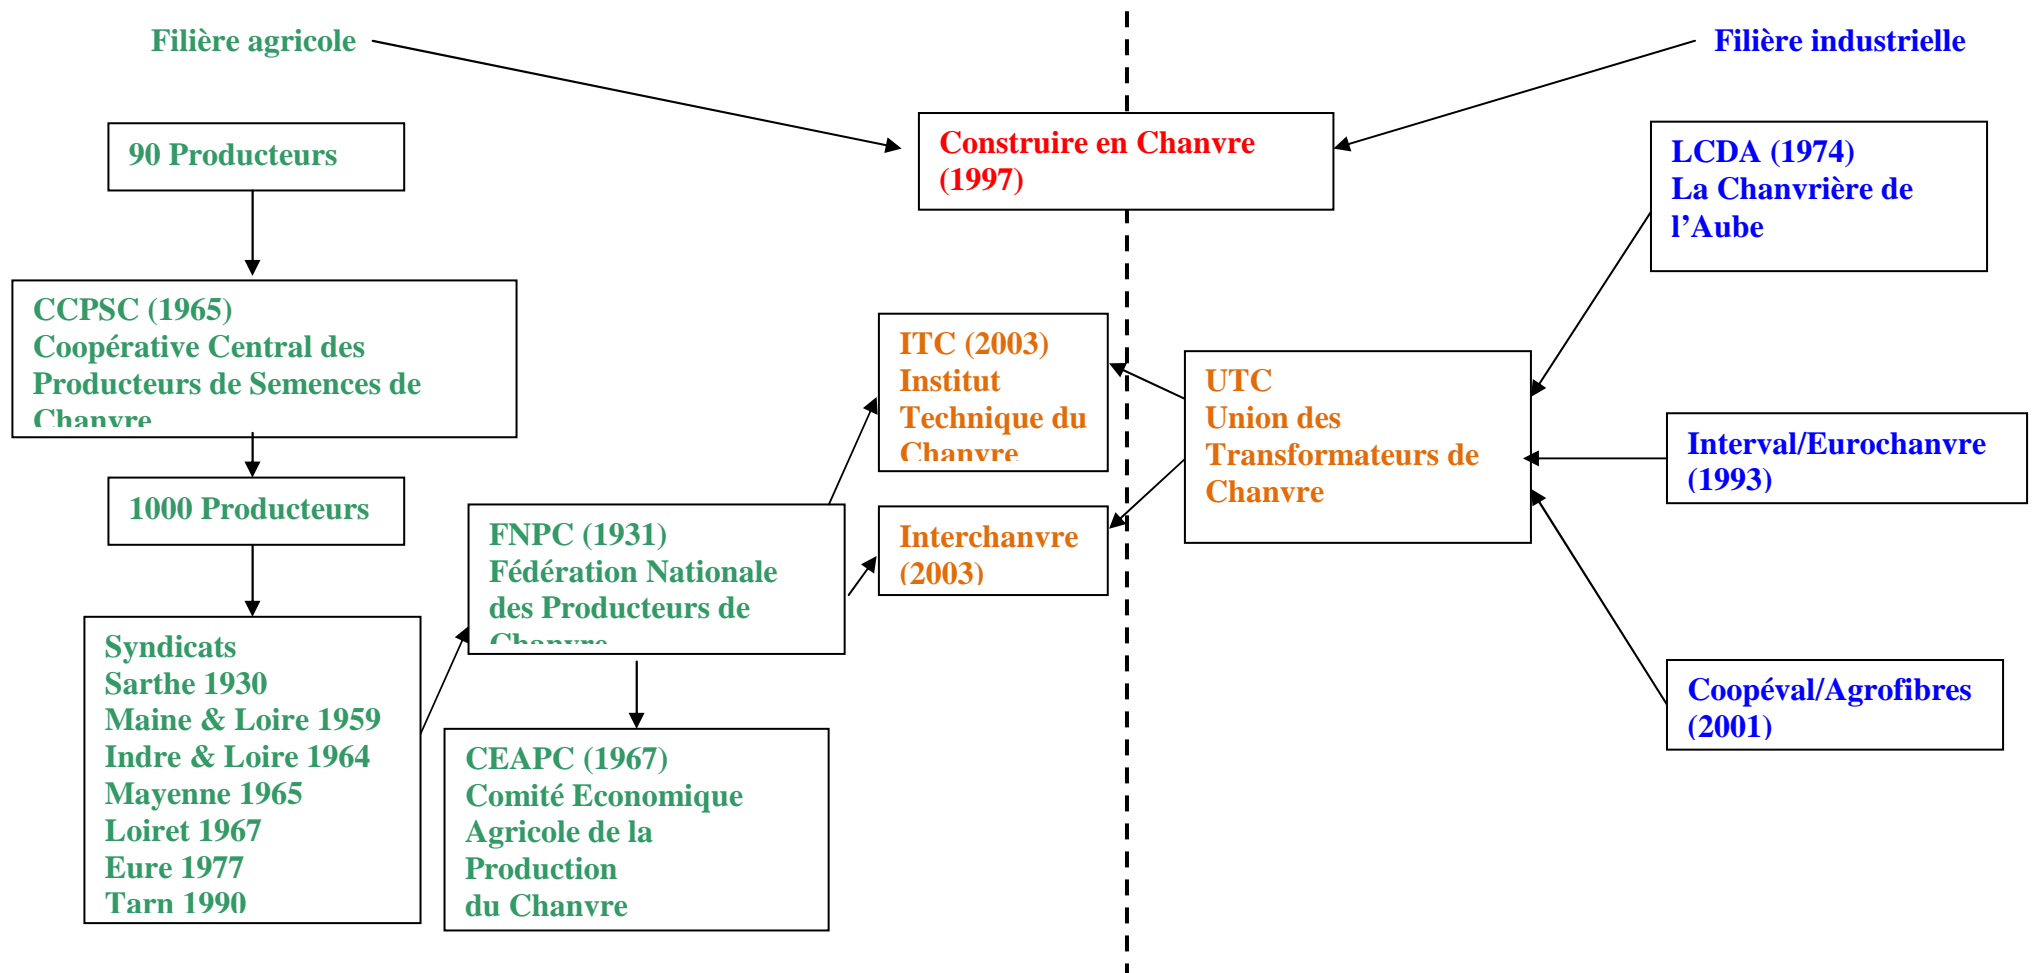 Filière agricole
Filière industrielle
90 Producteurs
Construire en Chanvre
(1997)
LCDA (1974)
La Chanvrière de
l’Aube
CCPSC (1965)
Coopérative Central des
Producteurs de Semences de
Chanvre
ITC (2003)
Institut
Technique du
Chanvre
UTC
Union des
Transformateurs de
Chanvre
Interval/Eurochanvre
(1993)
1000 Producteurs
FNPC (1931)
Fédération Nationale
des Producteurs de
Chanvre
Interchanvre
(2003)
Syndicats
Sarthe 1930
Maine & Loire 1959
Indre & Loire 1964
Mayenne 1965
Loiret 1967
Eure 1977
Tarn 1990
CEAPC (1967)
Comité Economique
Agricole de la
Production
du Chanvre
Coopéval/Agrofibres
(2001)